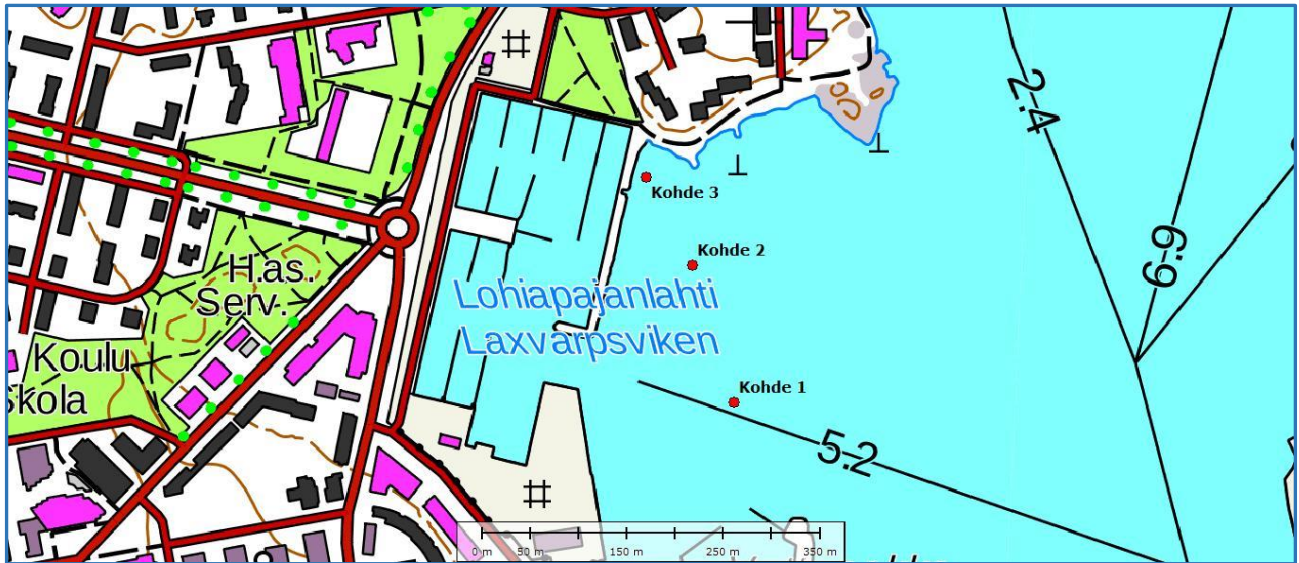 2.4
Kohde 3
Kohde 2
6.9
H.as.
Serv.
Lohiapajanlahti
Laxvarpsviken
Koulu
Skola
Kohde 1
5.2
0 m 50 m 150 m 250 m 350 m